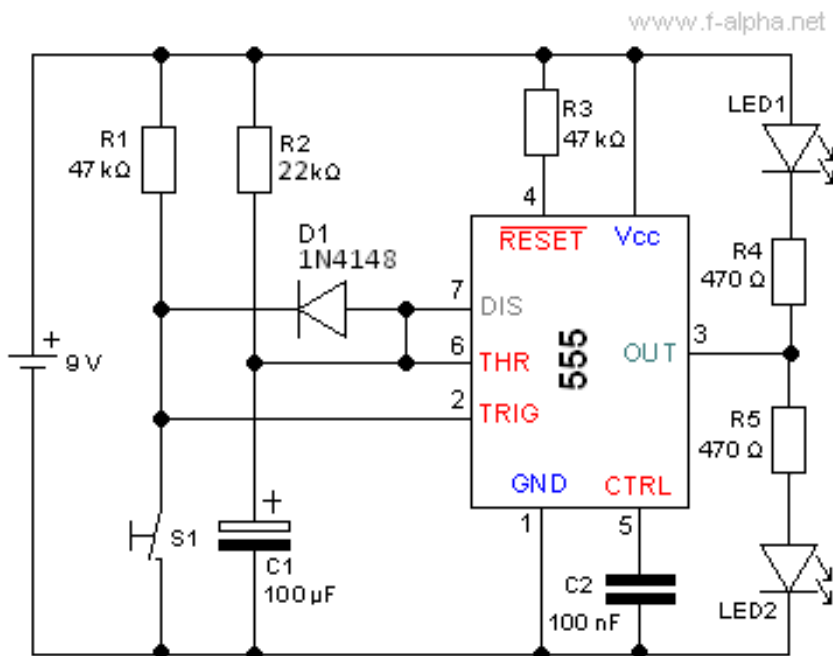 www.f-alpha.net
LED1
R1
47 kΩ
R2
22kΩ
R3
47 kΩ
4
RESET
Vcc
D1
1N4148
R4
470 Ω
7
DIS
6
THR
555
OUT
3
9 V
2
TRIG
R5
470 Ω
GND
CTRL
1
5
S1
C1
100 µF
C2
100 nF
LED2